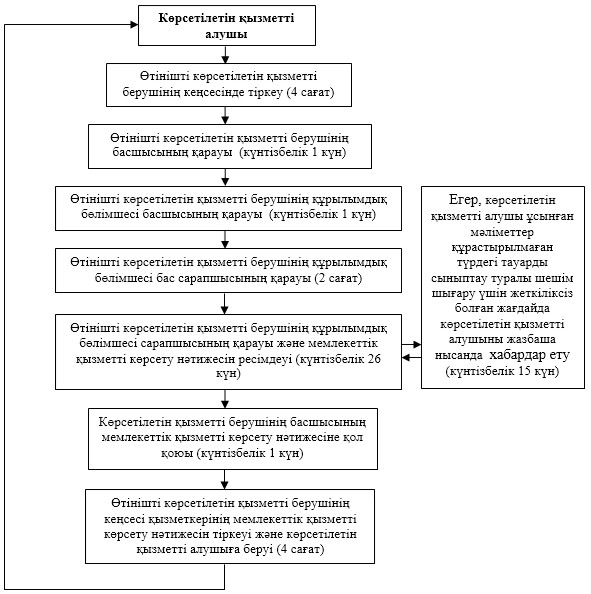 Көрсетілетін қызметті
алушы
Өтінішті көрсетілетін қызметті
берушінің кеңсесінде тіркеу (4 сағат)
Өтінішті көрсетілетін қызметті берушінің
басшысының қарауы (күнтізбелік 1 күн)
Өтінішті көрсетілетін қызметті берушінің құрылымдық
бөлімшесі басшысының қарауы (күнтізбелік 1 күн)
Өтінішті көрсетілетін қызметті берушінің құрылымдық
бөлімшесі бас сарапшысының қарауы (2 сағат)
Өтінішті көрсетілетін қызметті берушінің құрылымдық
бөлімшесі сарапшысының қарауы және мемлекеттік
қызметті көрсету нәтижесін ресімдеуі (күнтізбелік 26
күн)
Егер, көрсетілетін
қызметті алушы ұсынған
мәліметтер
құрастырылмаған
түрдегі тауарды
сыныптау туралы шешім
шығару үшін жеткіліксіз
болған жағдайда
көрсетілетін қызметті
алушыны жазбаша
нысанда хабардар ету
(күнтізбелік 15 күн)
Көрсетілетін қызметті берушінің басшысының
мемлекеттік қызметті көрсету нәтижесіне қол
қоюы (күнтізбелік 1 күн)
Өтінішті көрсетілетін қызметті берушінің
кеңсесі қызметкерінің мемлекеттік қызметті
көрсету нәтижесін тіркеуі және көрсетілетін
қызметті алушыға беруі (4 сағат)